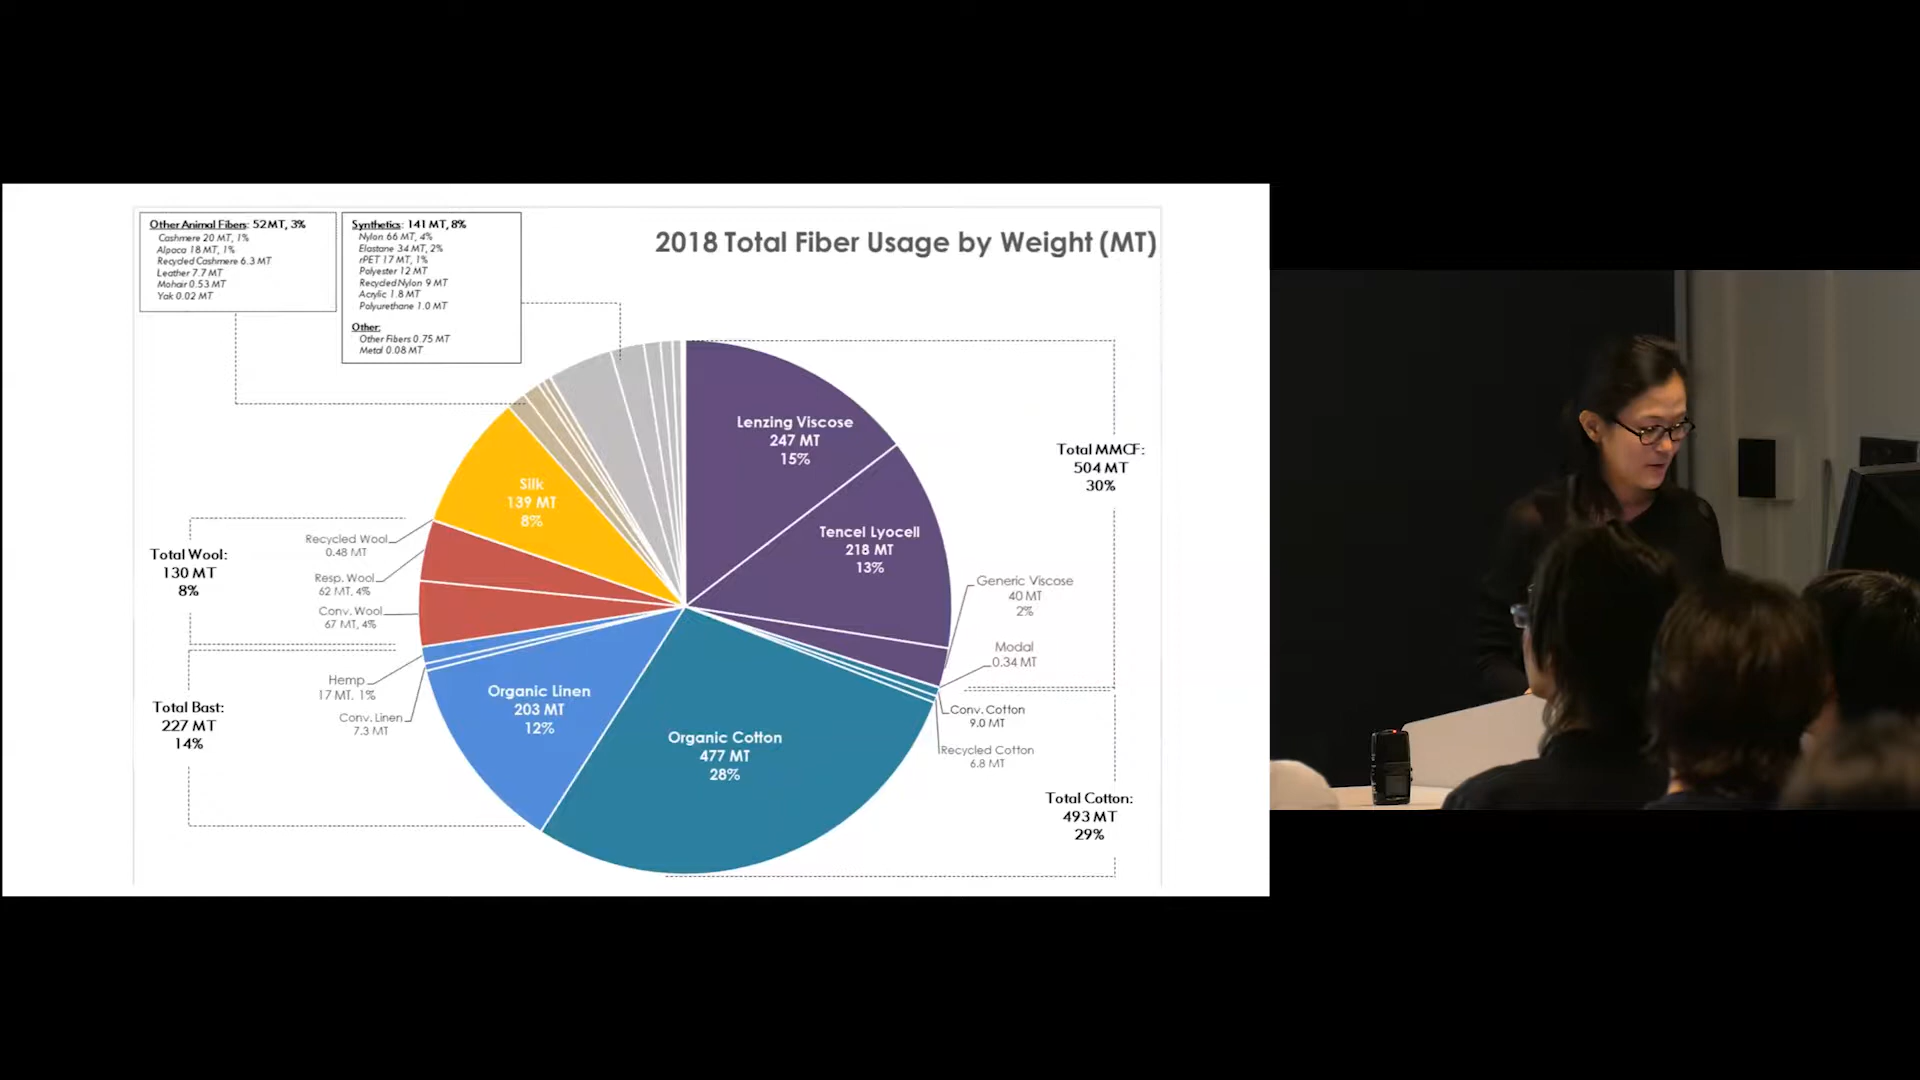 Other Animal Fibers: 52MT, 3%
Cashmere 20 MT, 1%
Alpaca 18 MT, 1%
Recycled Cashmere 6.3 MT
Leather 7.7 MT
Mohair 0.53 MT
Yak 0.02 MT
Synthetics: 141 MT, 8%
Nylon 66 MT, 4%
Elastane 34 MT, 2%
rPET 17 MT, 1%
Polyester 12 MT
Recycled Nylon 9 MT
Acrylic 1.8 MT
Polyurethane 1.0 MT
Other:
Other Fibers 0.75 MT
Metal 0.08 MT
2018 Total Fiber Usage by Weight (MT)
Lenzing Viscose
247 MT
15%
Total MMCF:
504 MT
30%
Tencel Lyocell
218 MT
13%
Generic Viscose
40 MT
2%
Modal
0.34 MT
Conv. Cotton
9.0 MT
Recycled Cotton
6.8 MT
Total Cotton:
493 MT
29%
Organic Cotton
477 MT
28%
Organic Linen
203 MT
12%
Silk
139 MT
8%
Recycled Wool
0.48 MT
Resp. Wool
62 MT, 4%
Conv. Wool
67 MT, 4%
Total Wool:
130 MT
8%
Hemp
17 MT, 1%
Conv. Linen
7.3 MT
Total Bast:
227 MT
14%